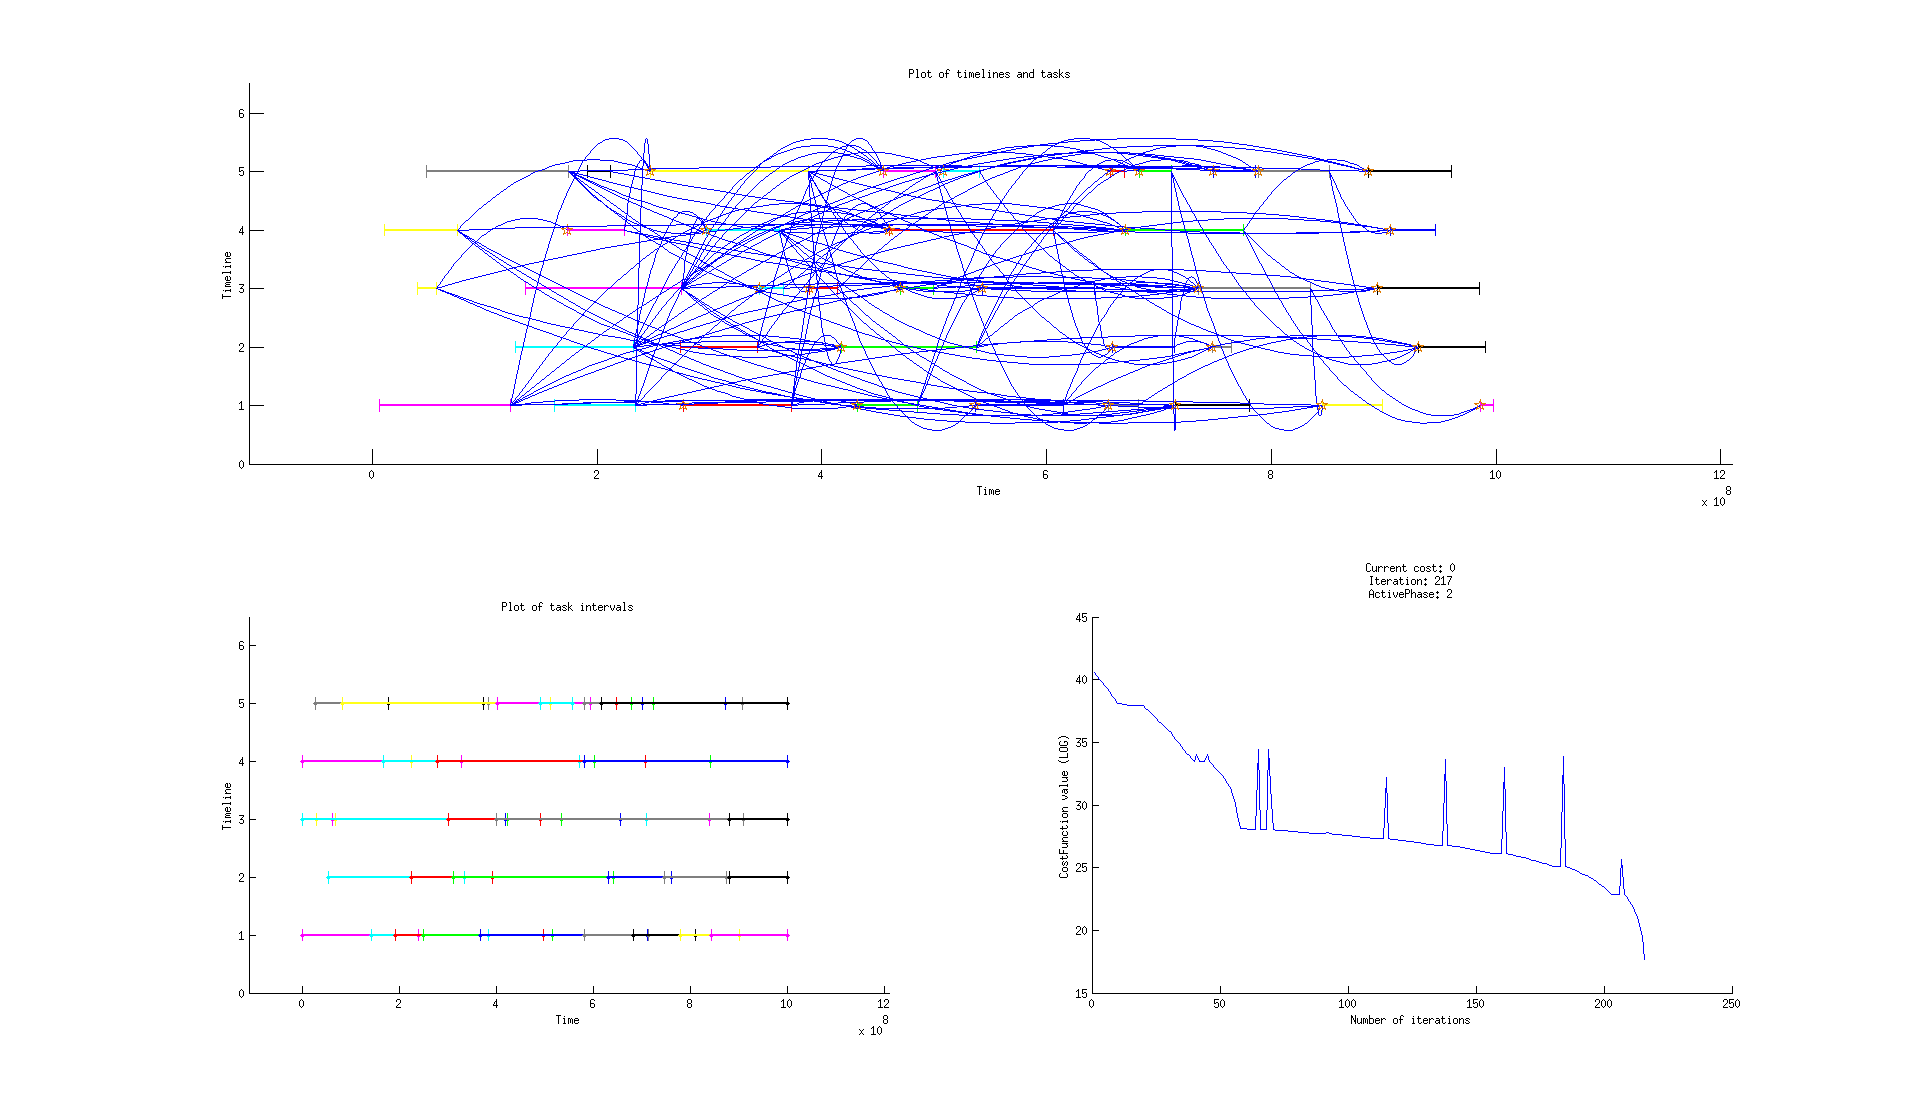 Plot of timelines and tasks
6
5
4
3
2
1
0
Timeline
0 2 4 6 8 10 12
Time
x 10 8
Plot of task intervals
6
5
4
3
2
1
0
Timeline
0 2 4 6 8 10 12
Time
x 10 8
Current cost: 0
Iteration: 217
ActivePhase: 2
45
40
35
30
25
20
15
CostFunction value (LOG)
0 50 100 150 200 250
Number of iterations